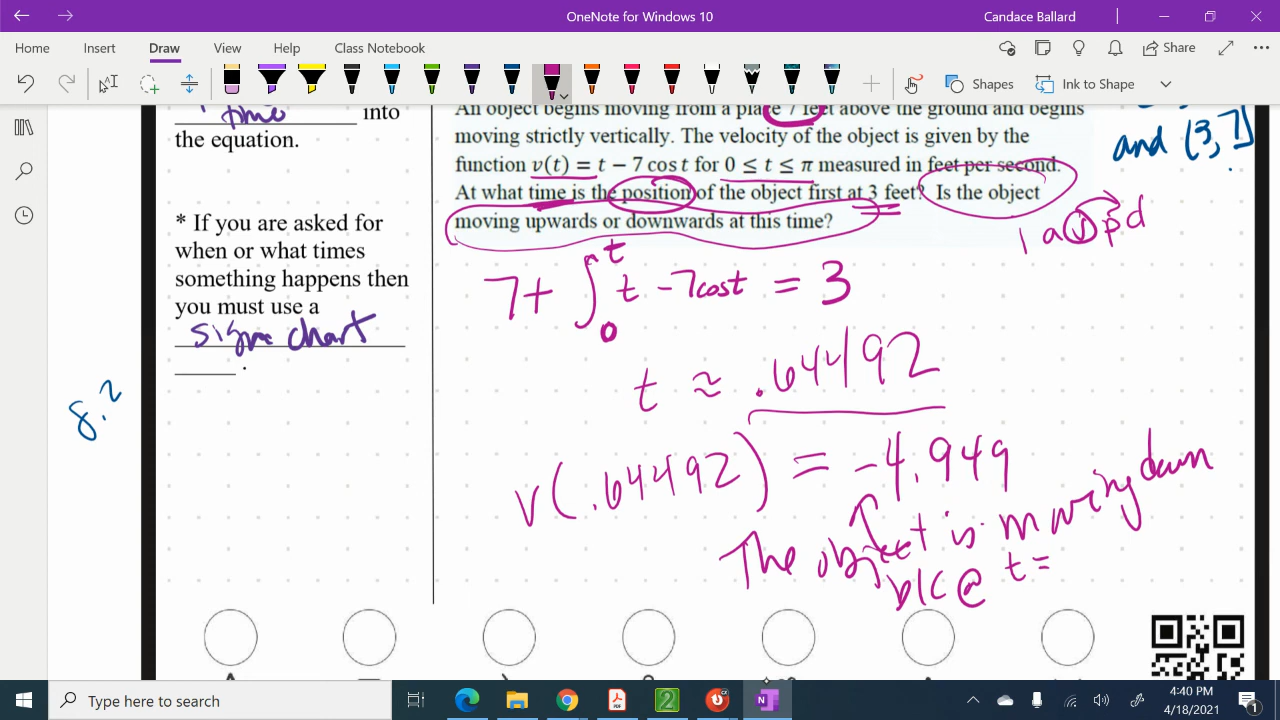 OneNote for Windows 10
Candace Ballard
Home Insert Draw View Help Class Notebook
Share
Shapes
Ink to Shape
time into
the equation.
* If you are asked for
when or what times
something happens then
you must use a
sign chart
.
8.2
An object begins moving from a place 7 feet above the ground and begins
moving strictly vertically. The velocity of the object is given by the
function v(t) = t − 7 cos t for 0 ≤ t ≤ π measured in feet per second.
At what time is the position of the object first at 3 feet? Is the object
moving upwards or downwards at this time?
and (3,7]
a v p d
7+ ∫₀ᵗ t -7cost = 3
t ≈ .64492
v(.64492) = -4.949
The object is moving down
b/c @ t=
Type here to search
4:40 PM
4/18/2021
1